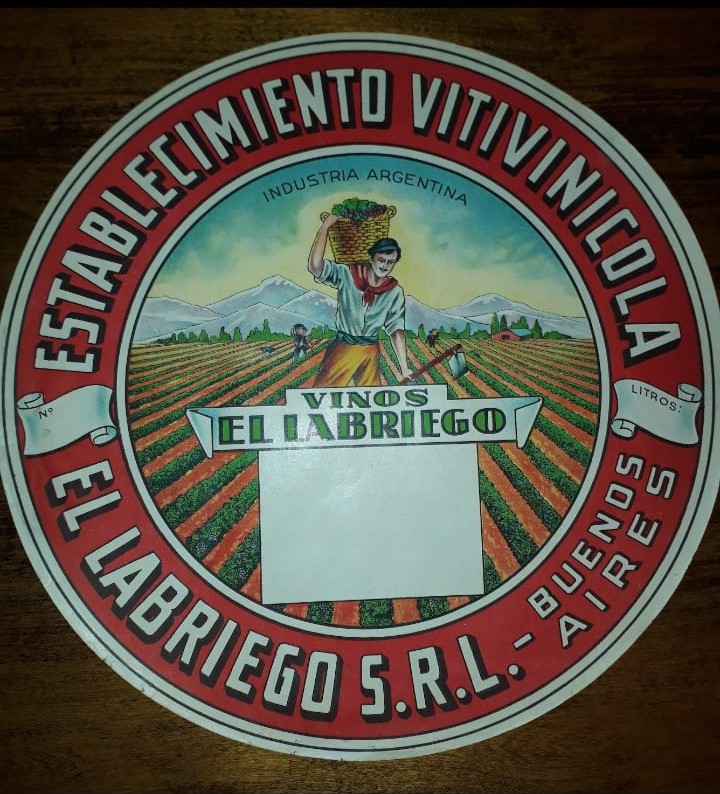 ESTABLECIMIENTO VITIVINICOLA
INDUSTRIA ARGENTINA
Nº
LITROS:
VINOS
EL LABRIEGO
EL LABRIEGO S.R.L.-
BUENOS
AIRES